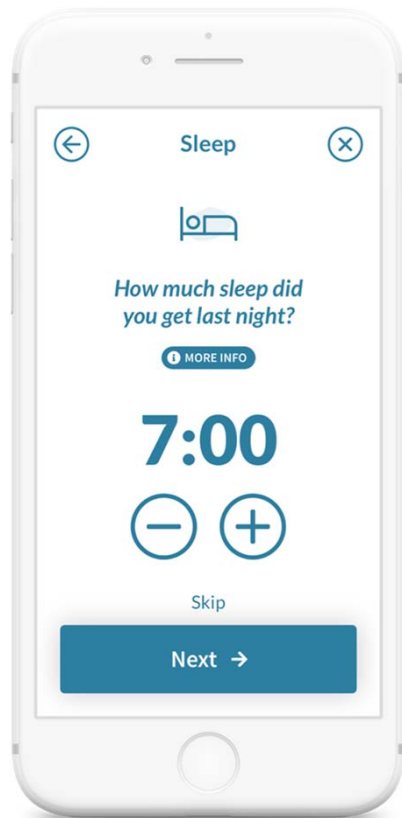 Sleep
How much sleep did
you get last night?
MORE INFO
7:00
Skip
Next →